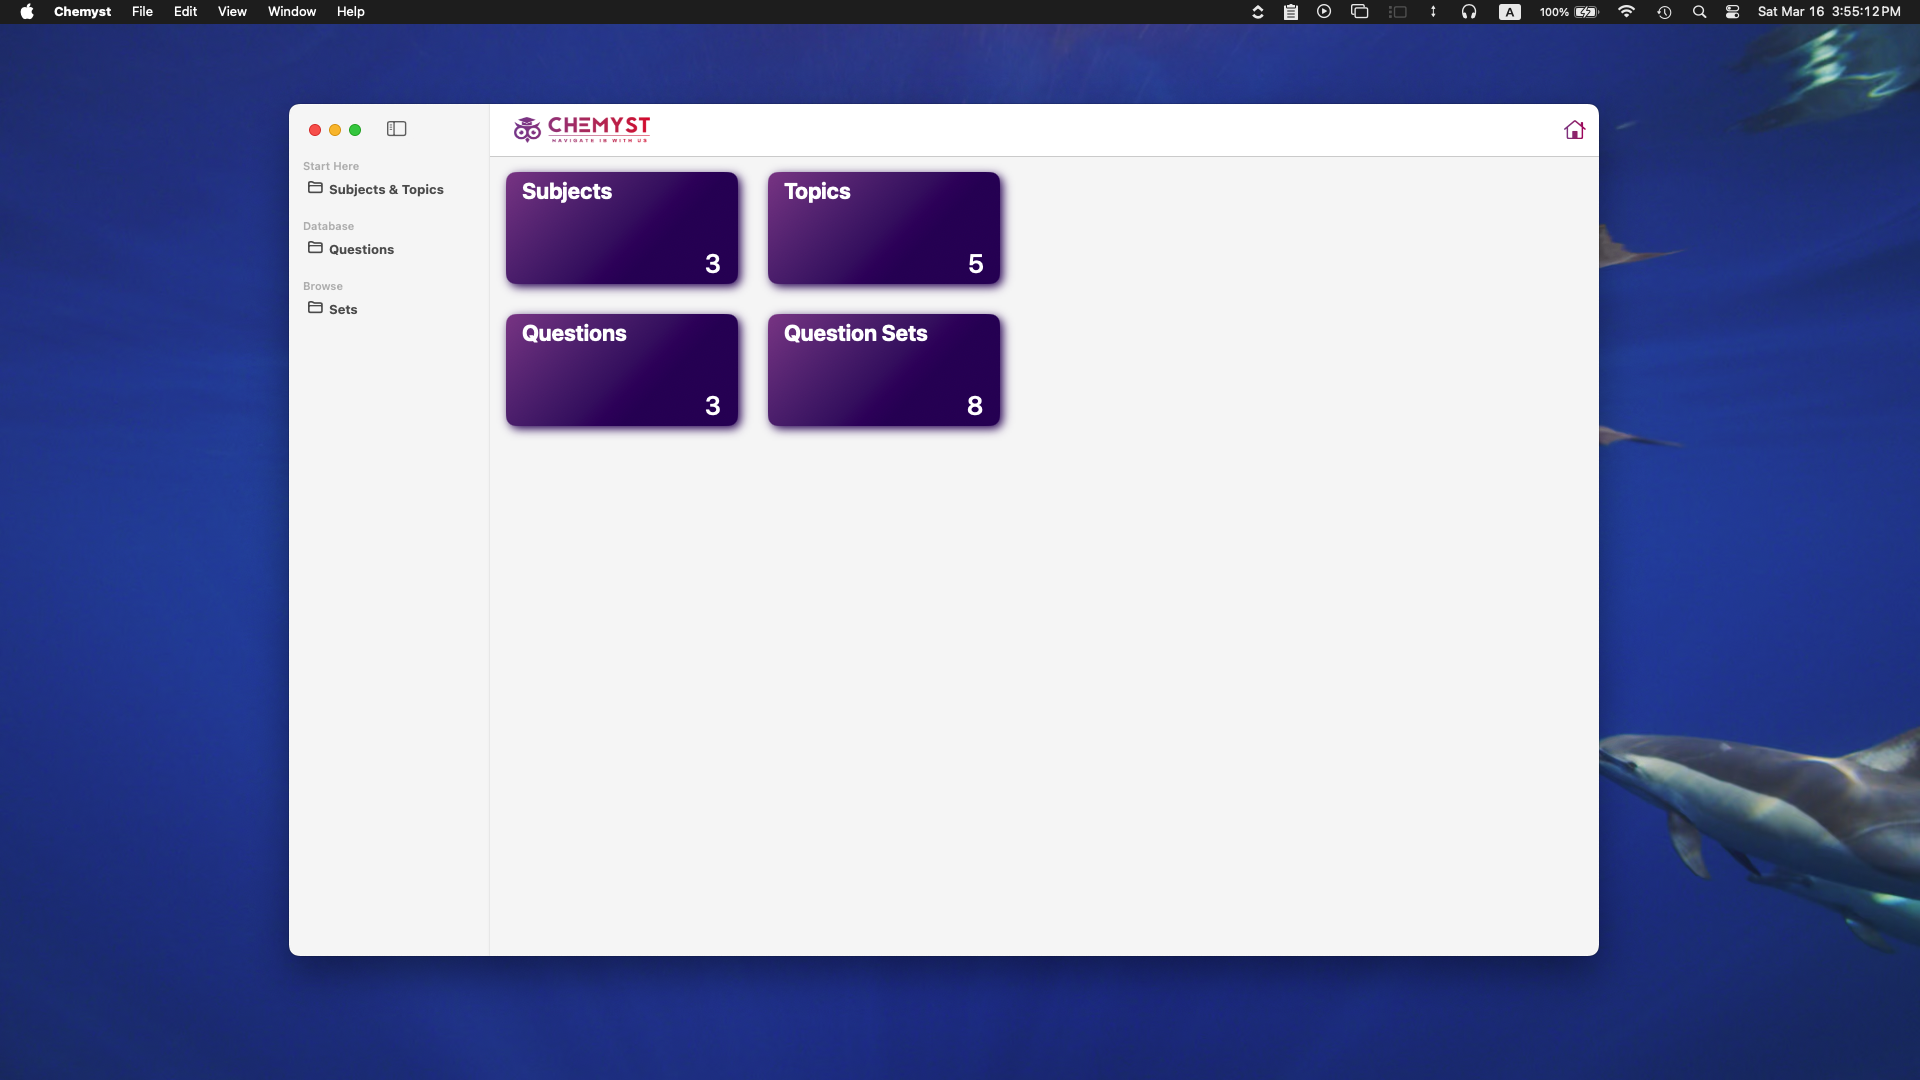 Chemyst File Edit View Window Help
A 100% Sat Mar 16 3:55:12 PM
CHEMYST
NAVIGATE IB WITH US
Start Here
Subjects & Topics
Database
Questions
Browse
Sets
Subjects
3
Topics
5
Questions
3
Question Sets
8